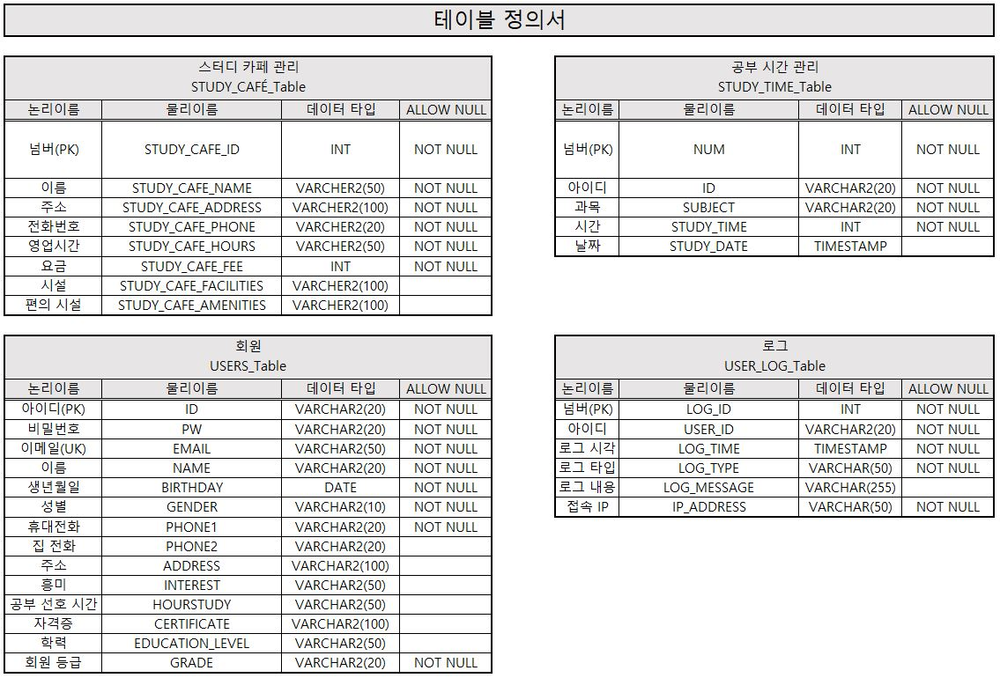 테이블 정의서
스터디 카페 관리
STUDY_CAFÉ_Table
논리이름 물리이름 데이터 타입 ALLOW NULL
넘버(PK) STUDY_CAFE_ID INT NOT NULL
이름 STUDY_CAFE_NAME VARCHER2(50) NOT NULL
주소 STUDY_CAFE_ADDRESS VARCHER2(100) NOT NULL
전화번호 STUDY_CAFE_PHONE VARCHER2(20) NOT NULL
영업시간 STUDY_CAFE_HOURS VARCHER2(50) NOT NULL
요금 STUDY_CAFE_FEE INT NOT NULL
시설 STUDY_CAFE_FACILITIES VARCHER2(100)
편의 시설 STUDY_CAFE_AMENITIES VARCHER2(100)
공부 시간 관리
STUDY_TIME_Table
논리이름 물리이름 데이터 타입 ALLOW NULL
넘버(PK) NUM INT NOT NULL
아이디 ID VARCHAR2(20) NOT NULL
과목 SUBJECT VARCHAR2(20) NOT NULL
시간 STUDY_TIME INT NOT NULL
날짜 STUDY_DATE TIMESTAMP
회원
USERS_Table
논리이름 물리이름 데이터 타입 ALLOW NULL
아이디(PK) ID VARCHAR2(20) NOT NULL
비밀번호 PW VARCHAR2(20) NOT NULL
이메일(UK) EMAIL VARCHAR2(50) NOT NULL
이름 NAME VARCHAR2(20) NOT NULL
생년월일 BIRTHDAY DATE NOT NULL
성별 GENDER VARCHAR2(10) NOT NULL
휴대전화 PHONE1 VARCHAR2(20) NOT NULL
집 전화 PHONE2 VARCHAR2(20)
주소 ADDRESS VARCHAR2(100)
흥미 INTEREST VARCHAR2(50)
공부 선호 시간 HOURSTUDY VARCHAR2(50)
자격증 CERTIFICATE VARCHAR2(100)
학력 EDUCATION_LEVEL VARCHAR2(50)
회원 등급 GRADE VARCHAR2(20) NOT NULL
로그
USER_LOG_Table
논리이름 물리이름 데이터 타입 ALLOW NULL
넘버(PK) LOG_ID INT NOT NULL
아이디 USER_ID VARCHAR2(20) NOT NULL
로그 시각 LOG_TIME TIMESTAMP NOT NULL
로그 타입 LOG_TYPE VARCHAR(50) NOT NULL
로그 내용 LOG_MESSAGE VARCHAR(255)
접속 IP IP_ADDRESS VARCHAR(50) NOT NULL